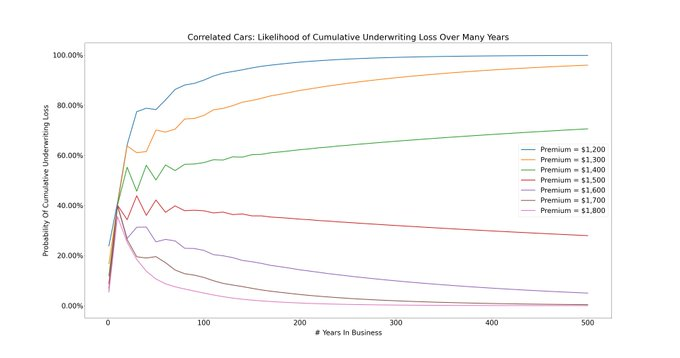 Correlated Cars: Likelihood of Cumulative Underwriting Loss Over Many Years
Probability Of Cumulative Underwriting Loss
100.00%
80.00%
60.00%
40.00%
20.00%
0.00%
Premium = $1,200
Premium = $1,300
Premium = $1,400
Premium = $1,500
Premium = $1,600
Premium = $1,700
Premium = $1,800
0 100 200 300 400 500
# Years In Business